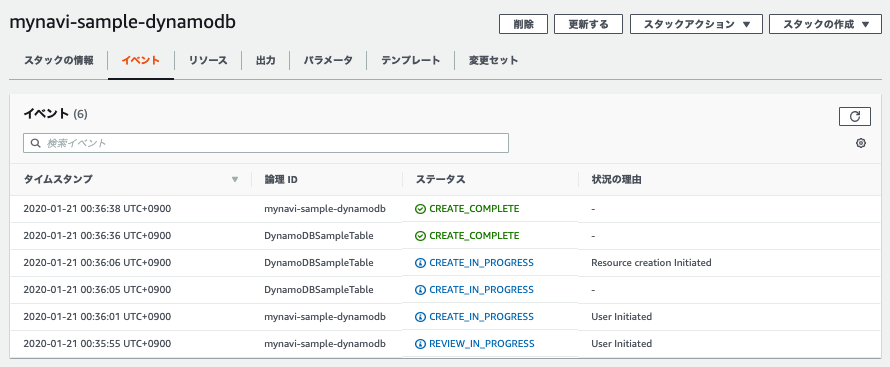 mynavi-sample-dynamodb
削除 更新する スタックアクション ▼ スタックの作成 ▼
スタックの情報 イベント リソース 出力 パラメータ テンプレート 変更セット
イベント (6)
検索イベント
タイムスタンプ ▼ 論理 ID ステータス 状況の理由
2020-01-21 00:36:38 UTC+0900 mynavi-sample-dynamodb CREATE_COMPLETE -
2020-01-21 00:36:36 UTC+0900 DynamoDBSampleTable CREATE_COMPLETE -
2020-01-21 00:36:06 UTC+0900 DynamoDBSampleTable CREATE_IN_PROGRESS Resource creation Initiated
2020-01-21 00:36:05 UTC+0900 DynamoDBSampleTable CREATE_IN_PROGRESS -
2020-01-21 00:36:01 UTC+0900 mynavi-sample-dynamodb CREATE_IN_PROGRESS User Initiated
2020-01-21 00:35:55 UTC+0900 mynavi-sample-dynamodb REVIEW_IN_PROGRESS User Initiated